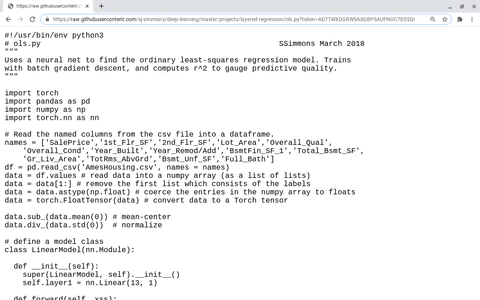 https://raw.githubusercontent.com/sj-simmons/deep-learning/master/projects/layered-regression/ols.py?token=
#!/usr/bin/env python3
# ols.py SSimmons March 2018
"""
Uses a neural net to find the ordinary least-squares regression model. Trains
with batch gradient descent, and computes r^2 to gauge predictive quality.
"""
import torch
import pandas as pd
import numpy as np
import torch.nn as nn
# Read the named columns from the csv file into a dataframe.
names = ['SalePrice','1st_Flr_SF','2nd_Flr_SF','Lot_Area','Overall_Qual',
'Overall_Cond','Year_Built','Year_Remod/Add','BsmtFin_SF_1','Total_Bsmt_SF',
'Gr_Liv_Area','TotRms_AbvGrd','Bsmt_Unf_SF','Full_Bath']
df = pd.read_csv('AmesHousing.csv', names = names)
data = df.values # read data into a numpy array (as a list of lists)
data = data[1:] # remove the first list which consists of the labels
data = data.astype(np.float) # coerce the entries in the numpy array to floats
data = torch.FloatTensor(data) # convert data to a Torch tensor
data.sub_(data.mean(0)) # mean-center
data.div_(data.std(0)) # normalize
# define a model class
class LinearModel(nn.Module):
def __init__(self):
super(LinearModel, self).__init__()
self.layer1 = nn.Linear(13, 1)
def forward(self, xss):